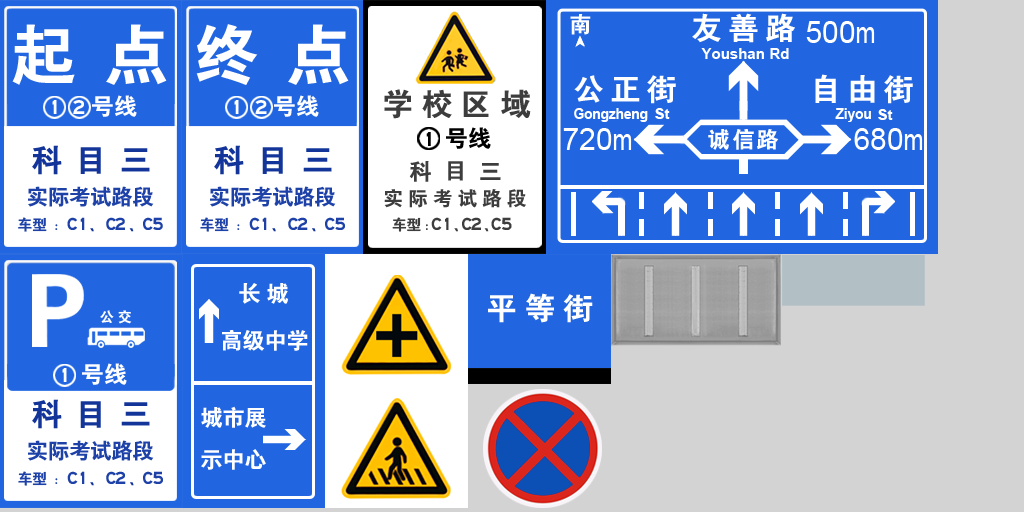 起点
①②号线
科目三
实际考试路段
车型：C1、C2、C5
终点
①②号线
科目三
实际考试路段
车型：C1、C2、C5
学校区域
①号线
科目三
实际考试路段
车型:C1、C2、C5
南
友善路 500m
Youshan Rd
公正街
Gongzheng St
720m
诚信路
自由街
Ziyou St
680m
P
公交
①号线
科目三
实际考试路段
车型：C1、C2、C5
长城
高级中学
城市展
示中心
平等街